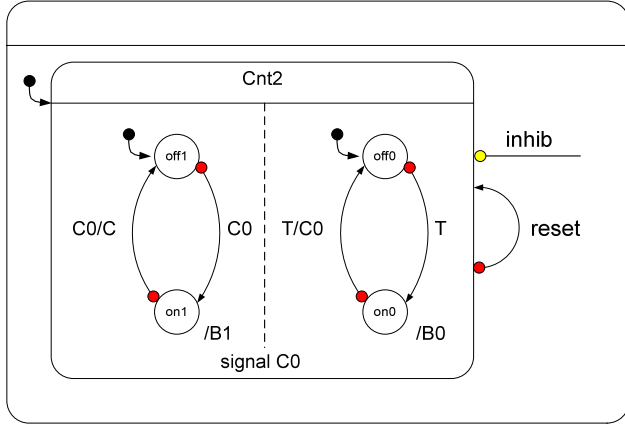 Cnt2
inhib
off1
off0
C0/C
C0
T/C0
T
reset
on1
on0
/B1
/B0
signal C0